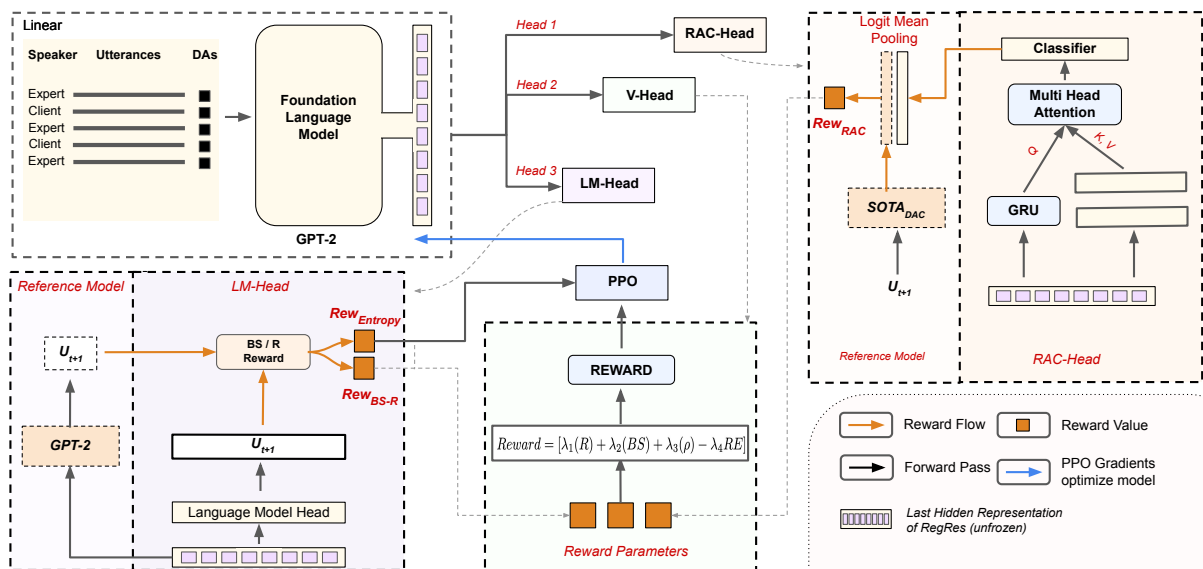 Linear
Speaker Utterances DAs
Expert
Client
Expert
Client
Expert
Foundation
Language
Model
GPT-2
Head 1
Head 2
Head 3
RAC-Head
V-Head
LM-Head
PPO
Logit Mean
Pooling
Rew_RAC
SOTA_DAC
U_t+1
Reference Model
Classifier
Multi Head
Attention
Q
K, V
GRU
RAC-Head
Reference Model
LM-Head
U_t+1
GPT-2
BS / R
Reward
Rew_Entropy
Rew_BS-R
U_t+1
Language Model Head
REWARD
Reward = [λ₁(R) + λ₂(BS) + λ₃(ρ) − λ₄RE]
Reward Parameters
Reward Flow
Reward Value
Forward Pass
PPO Gradients
optimize model
Last Hidden Representation
of RegRes (unfrozen)